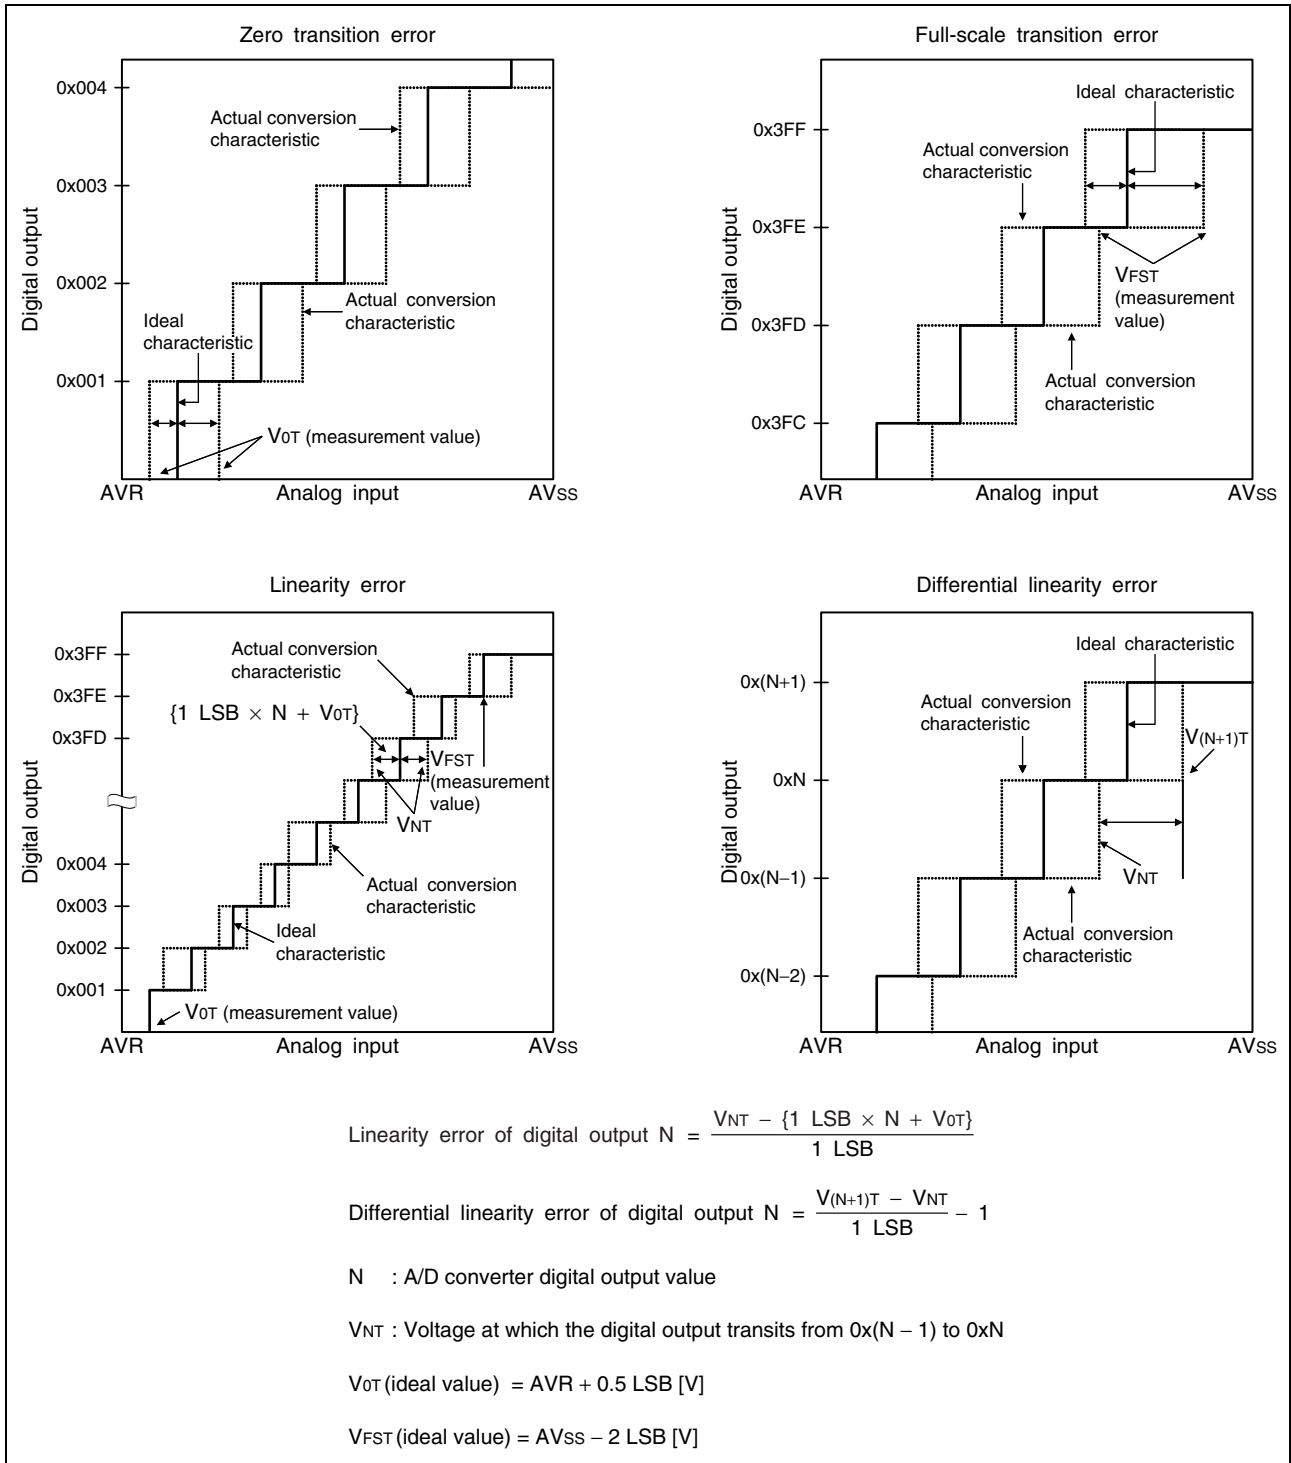 Zero transition error
0x004
0x003
0x002
0x001
Digital output
Actual conversion
characteristic
Actual conversion
characteristic
Ideal
characteristic
V0T (measurement value)
AVR
Analog input
AVSS
Full-scale transition error
0x3FF
0x3FE
0x3FD
0x3FC
Digital output
Ideal characteristic
Actual conversion
characteristic
VFST
(measurement
value)
Actual conversion
characteristic
AVR
Analog input
AVSS
Linearity error
0x3FF
0x3FE
0x3FD
0x004
0x003
0x002
0x001
Digital output
Actual conversion
characteristic
{1 LSB × N + V0T}
VFST
(measurement
value)
VNT
Actual conversion
characteristic
Ideal
characteristic
V0T (measurement value)
AVR
Analog input
AVSS
Differential linearity error
0x(N+1)
0xN
0x(N−1)
0x(N−2)
Digital output
Ideal characteristic
Actual conversion
characteristic
V(N+1)T
VNT
Actual conversion
characteristic
AVR
Analog input
AVSS
Linearity error of digital output N = VNT − {1 LSB × N + V0T}
1 LSB
Differential linearity error of digital output N = V(N+1)T − VNT
1 LSB
− 1
N : A/D converter digital output value
VNT : Voltage at which the digital output transits from 0x(N − 1) to 0xN
V0T (ideal value) = AVR + 0.5 LSB [V]
VFST (ideal value) = AVSS − 2 LSB [V]